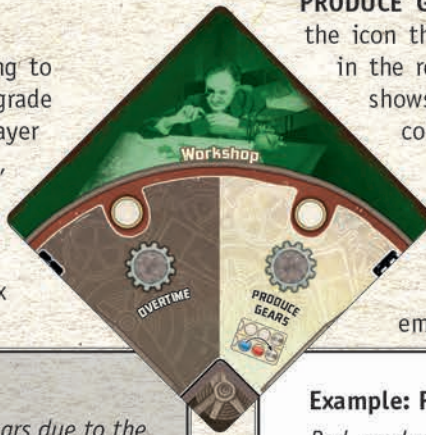 ng to
grade
ayer
,
x
PRODUCE G
the icon th
in the re
shows
co
em
Workshop
OVERTIME
PRODUCE
GEARS
ars due to the
Example: